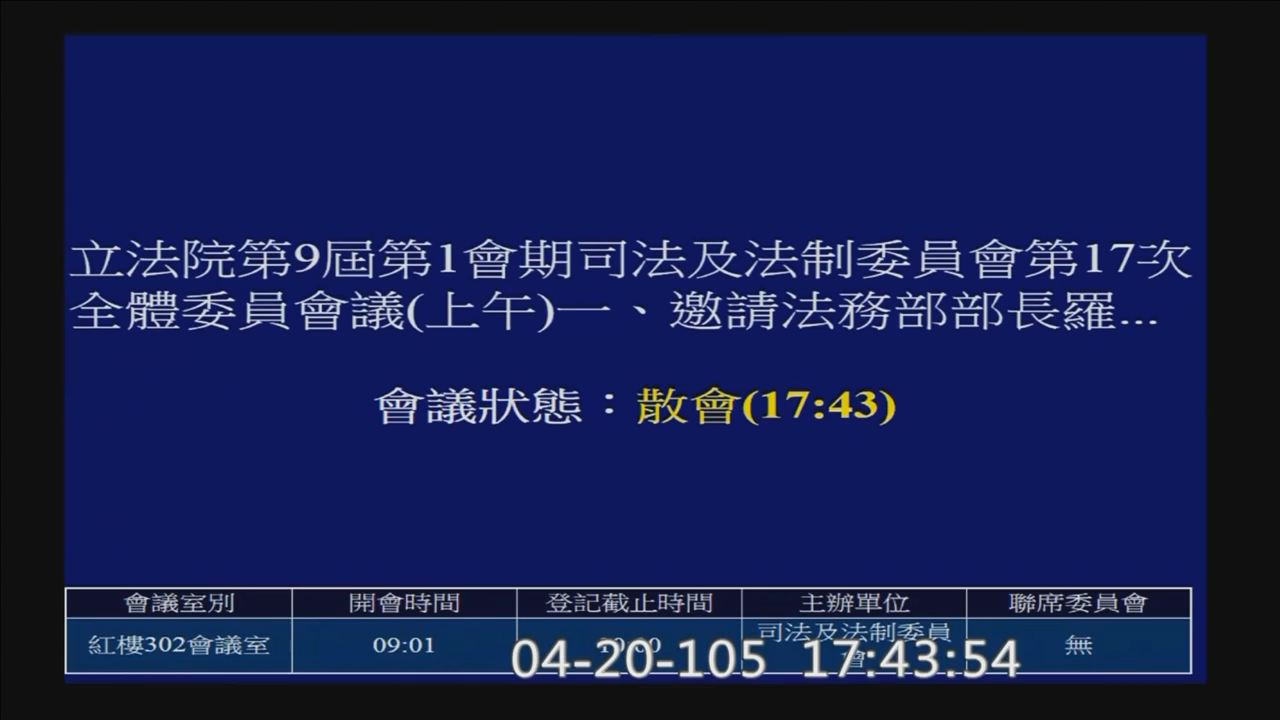 立法院第9屆第1會期司法及法制委員會第17次
全體委員會議(上午)一、邀請法務部部長羅...
會議狀態：散會(17:43)
會議室別 開會時間 登記截止時間 主辦單位 聯席委員會
紅樓302會議室 09:01 司法及法制委員會 無
04-20-105 17:43:54